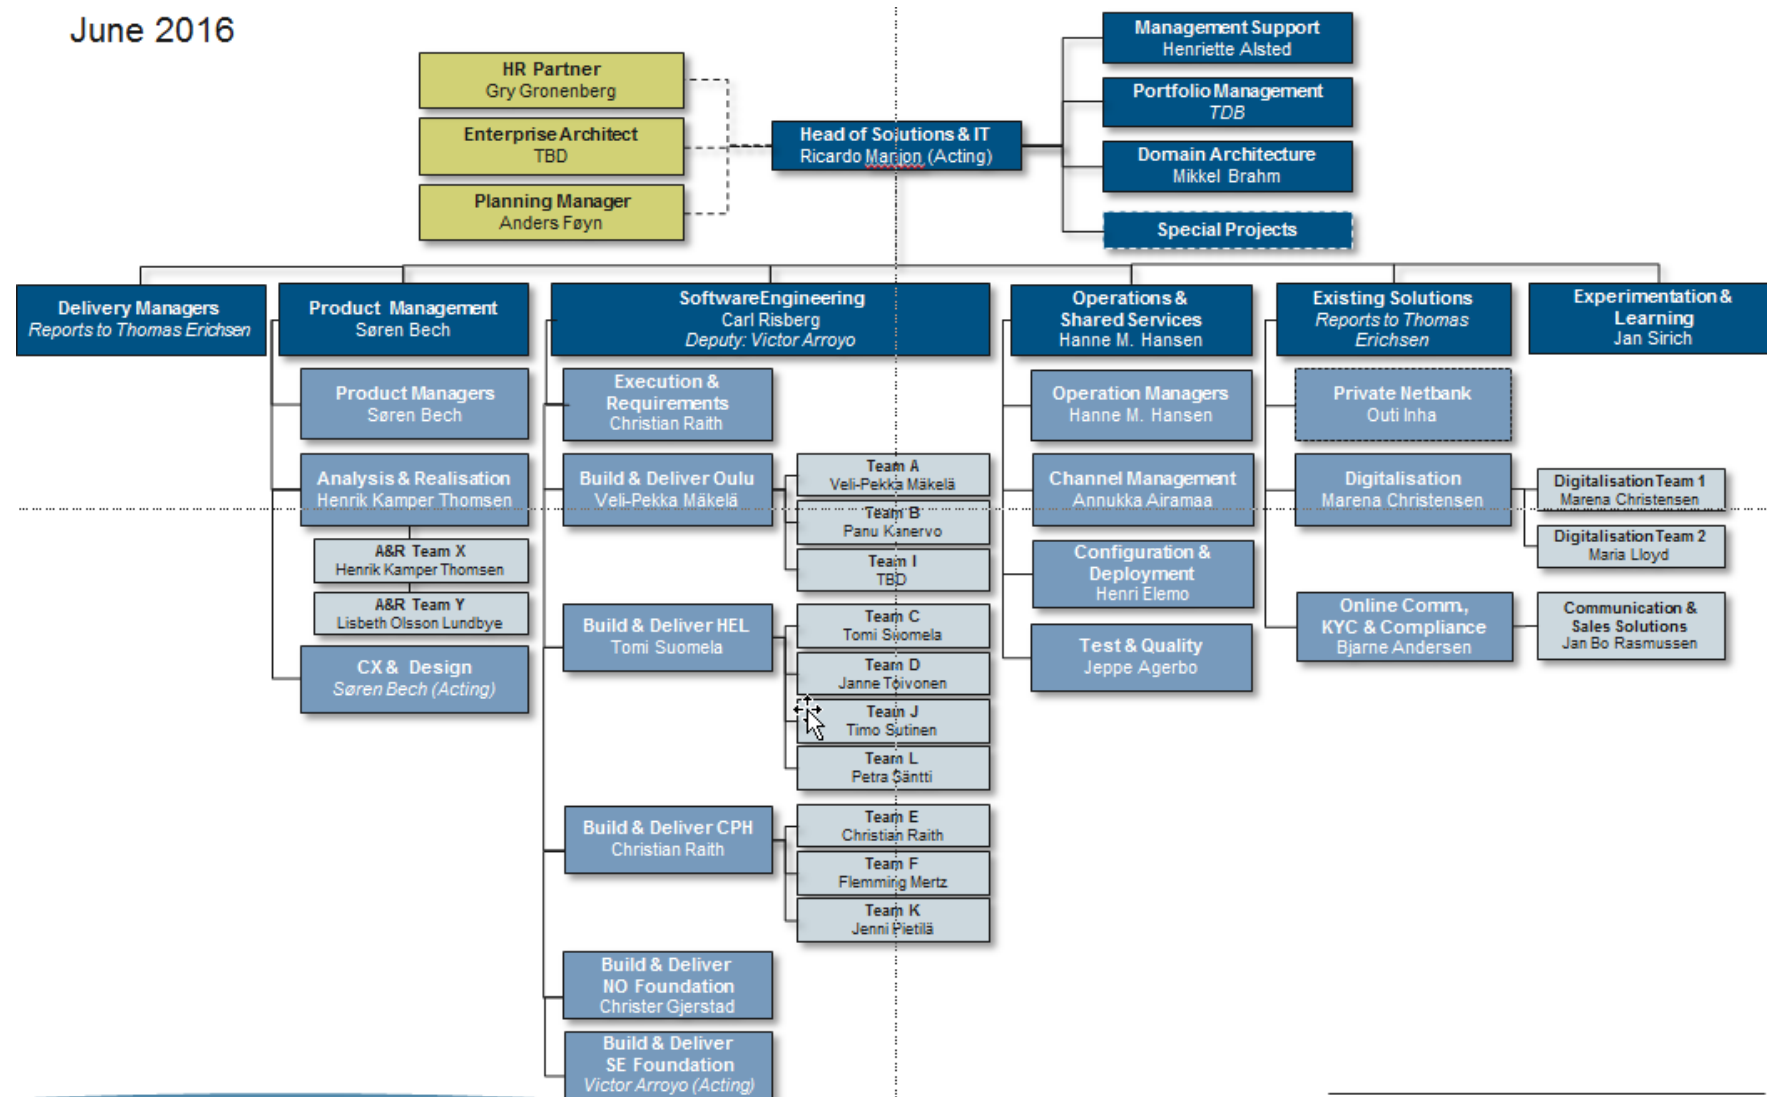 June 2016
HR Partner
Gry Gronenberg
Enterprise Architect
TBD
Planning Manager
Anders Føyn
Head of Solutions & IT
Ricardo Marjon (Acting)
Management Support
Henriette Alsted
Portfolio Management
TDB
Domain Architecture
Mikkel Brahm
Special Projects
Delivery Managers
Reports to Thomas Erichsen
Product Management
Søren Bech
Product Managers
Søren Bech
Analysis & Realisation
Henrik Kamper Thomsen
A&R Team X
Henrik Kamper Thomsen
A&R Team Y
Lisbeth Olsson Lundbye
CX & Design
Søren Bech (Acting)
SoftwareEngineering
Carl Risberg
Deputy: Victor Arroyo
Execution &
Requirements
Christian Raith
Build & Deliver Oulu
Veli-Pekka Mäkelä
Team A
Veli-Pekka Mäkelä
Team B
Panu Kanervo
Team I
TBD
Build & Deliver HEL
Tomi Suomela
Team C
Tomi Suomela
Team D
Janne Toivonen
Team J
Timo Sutinen
Team L
Petra Säntti
Build & Deliver CPH
Christian Raith
Team E
Christian Raith
Team F
Flemming Mertz
Team K
Jenni Pietilä
Build & Deliver
NO Foundation
Christer Gjerstad
Build & Deliver
SE Foundation
Victor Arroyo (Acting)
Operations &
Shared Services
Hanne M. Hansen
Operation Managers
Hanne M. Hansen
Channel Management
Annukka Airamaa
Configuration &
Deployment
Henri Elemo
Test & Quality
Jeppe Agerbo
Existing Solutions
Reports to Thomas
Erichsen
Private Netbank
Outi Inha
Digitalisation
Marena Christensen
Digitalisation Team 1
Marena Christensen
Digitalisation Team 2
Maria Lloyd
Online Comm.,
KYC & Compliance
Bjarne Andersen
Communication &
Sales Solutions
Jan Bo Rasmussen
Experimentation &
Learning
Jan Sirich